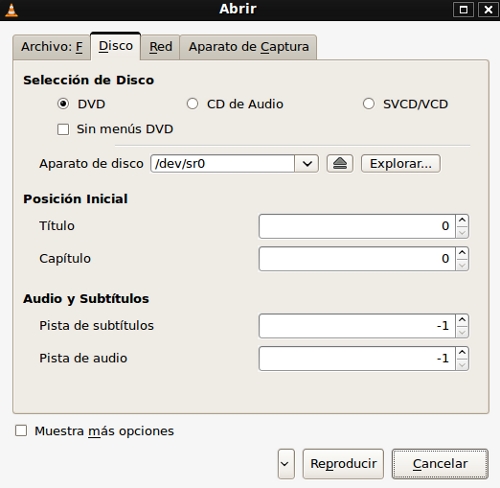 Abrir
Archivo: F Disco Red Aparato de Captura
Selección de Disco
DVD CD de Audio SVCD/VCD
Sin menús DVD
Aparato de disco /dev/sr0 Explorar...
Posición Inicial
Título 0
Capítulo 0
Audio y Subtítulos
Pista de subtítulos -1
Pista de audio -1
Muestra más opciones
Reproducir Cancelar